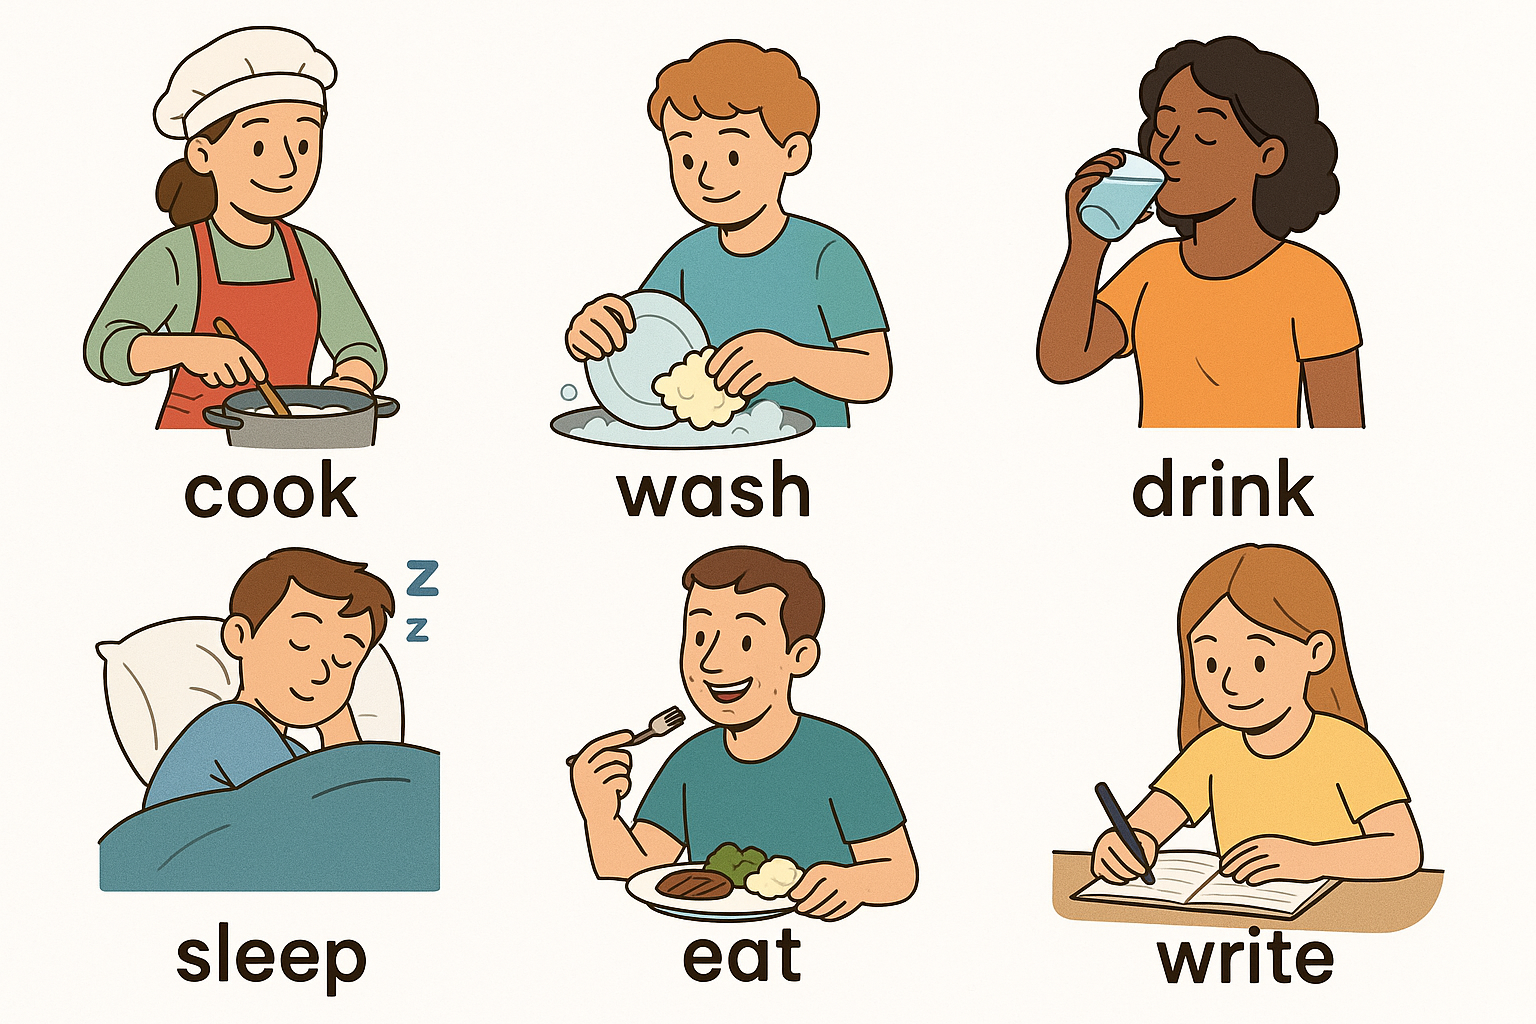 cook
wash
drink
z
z
sleep
eat
write